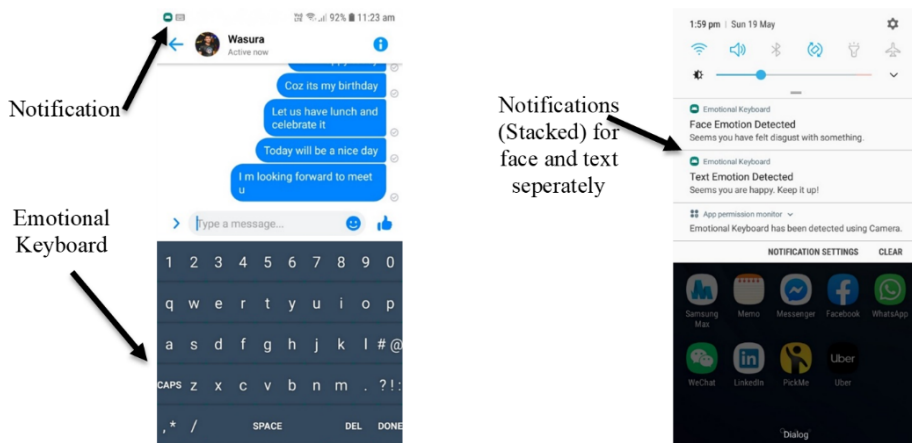 92% 11:23 am
Wasura
Active now
Coz its my birthday
Let us have lunch and
celebrate it
Today will be a nice day
I m looking forward to meet
u
Type a message...
1 2 3 4 5 6 7 8 9 0
q w e r t y u i o p
a s d f g h j k l # @
CAPS z x c v b n m . ? ! :
, * / SPACE DEL DONE
Notification
Emotional
Keyboard
Notifications
(Stacked) for
face and text
seperately
1:59 pm | Sun 19 May
Emotional Keyboard
Face Emotion Detected
Seems you have felt disgust with something.
Emotional Keyboard
Text Emotion Detected
Seems you are happy. Keep it up!
App permission monitor
Emotional Keyboard has been detected using Camera.
NOTIFICATION SETTINGS CLEAR
Samsung Max
Memo
Messenger
Facebook
WhatsApp
WeChat
LinkedIn
PickMe
Uber
Uber
Dialog